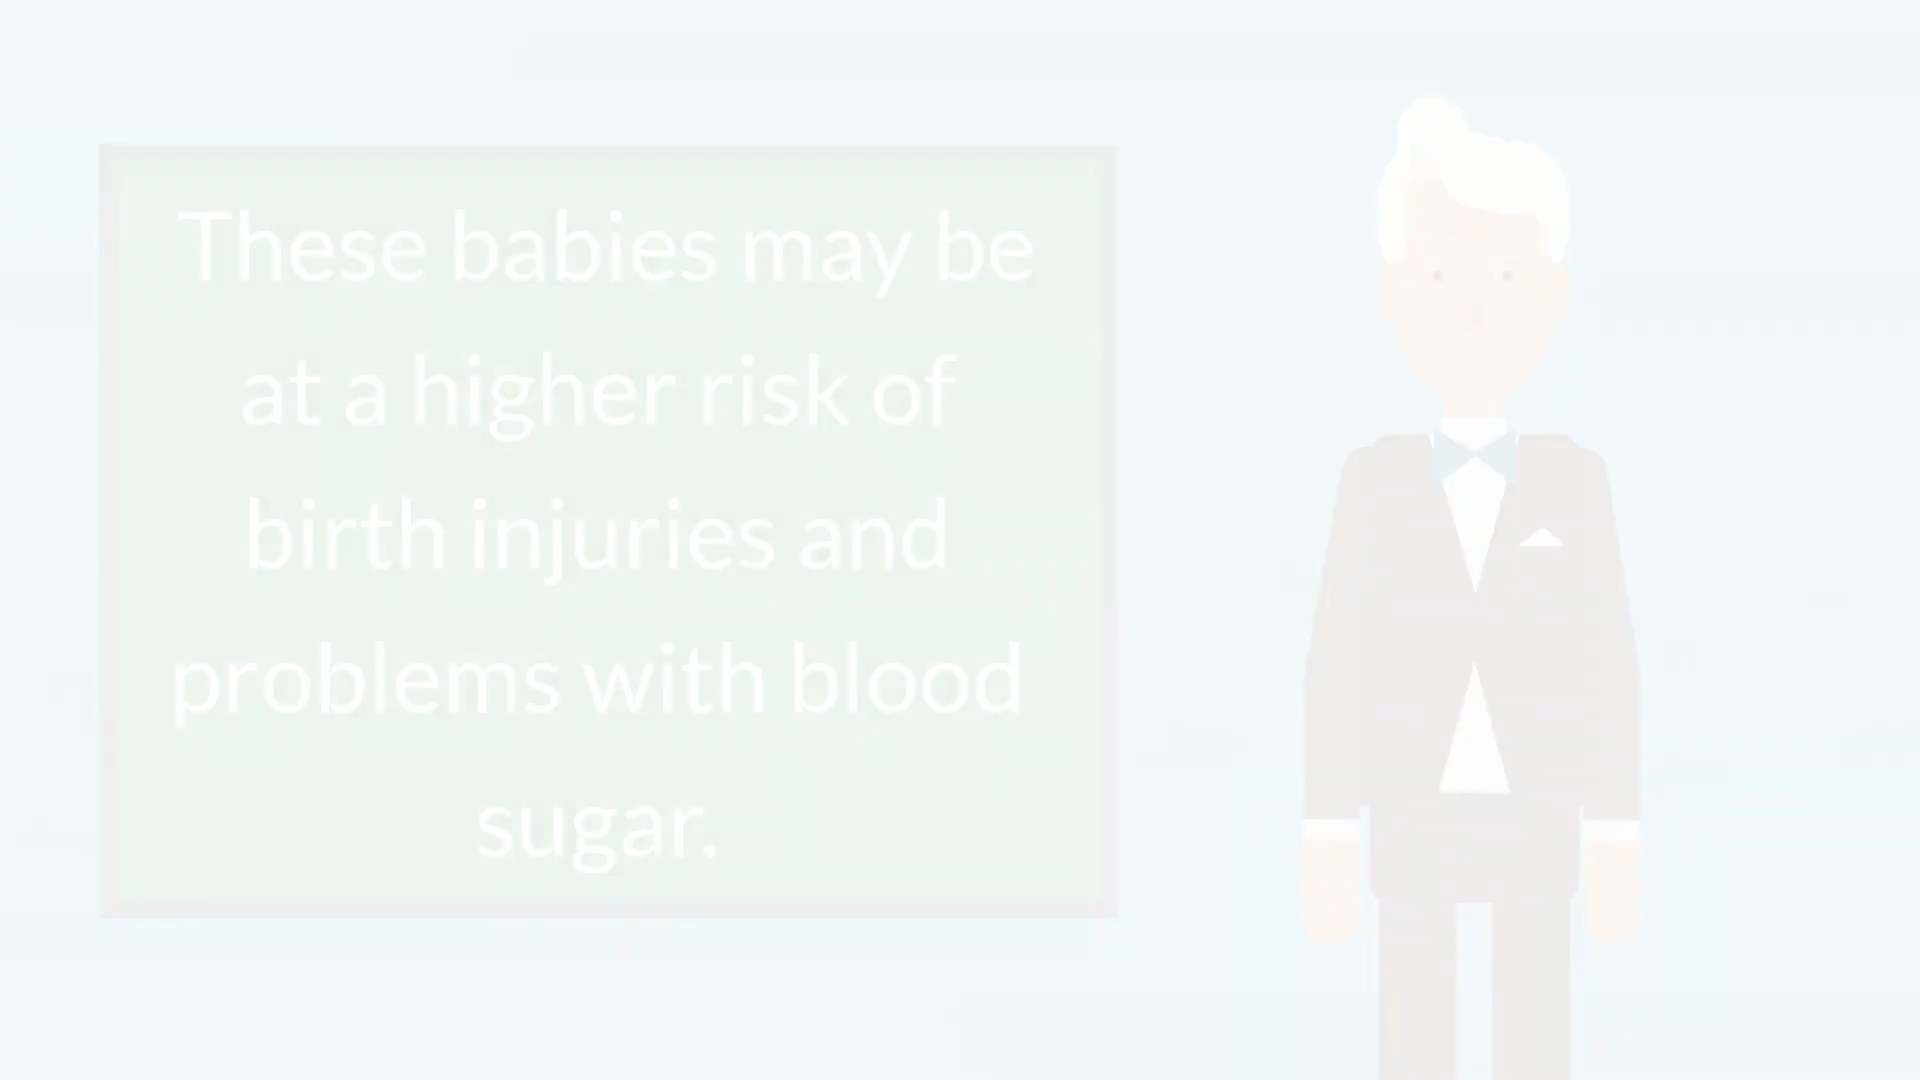 These babies may be
at a higher risk of
birth injuries and
problems with blood
sugar.